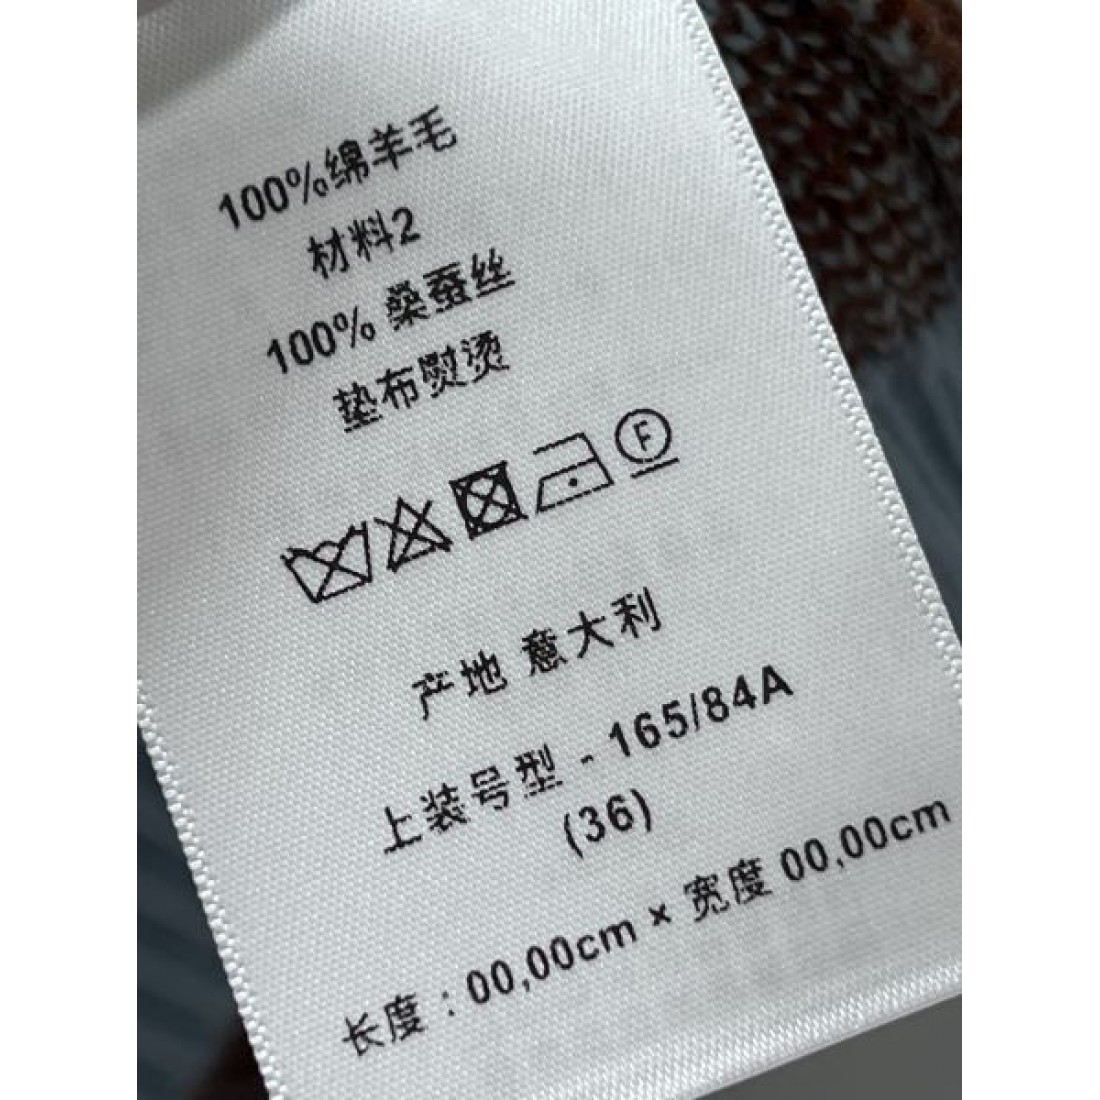 100%绵羊毛
材料2
100% 桑蚕丝
垫布熨烫
F
产地 意大利
上装号型 - 165/84A
(36)
长度 : 00,00cm × 宽度 00,00cm